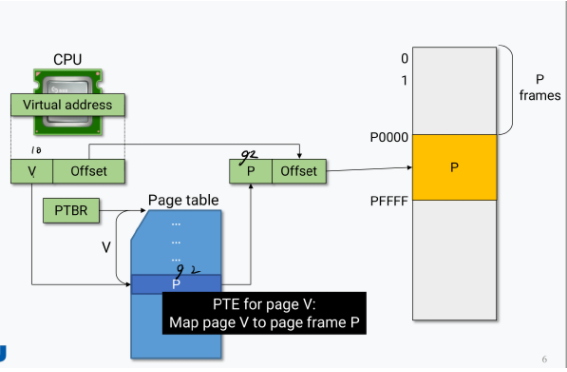 CPU
Virtual address
10
V
Offset
PTBR
V
Page table
...
...
...
92
P
PTE for page V:
Map page V to page frame P
92
P
Offset
0
1
P0000
PFFFF
P
P
frames
6